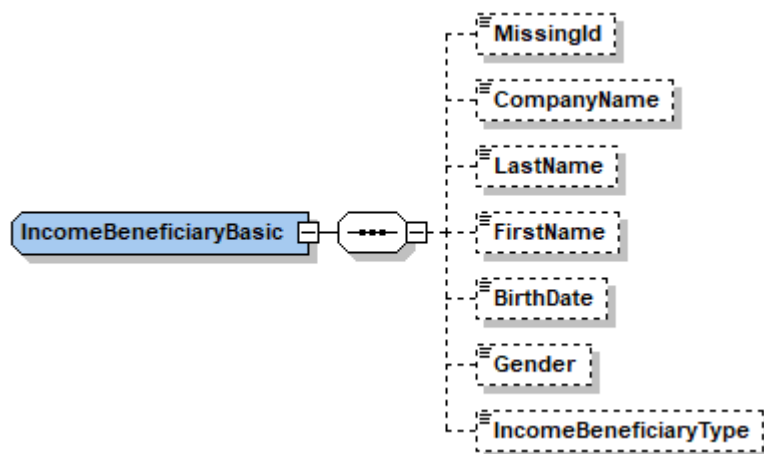 MissingId
CompanyName
LastName
IncomeBeneficiaryBasic
FirstName
BirthDate
Gender
IncomeBeneficiaryType